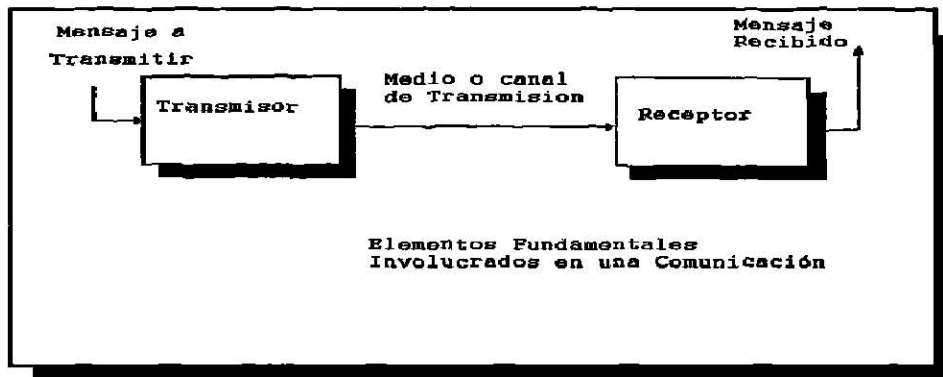 Mensaje a
Transmitir
Mensaje
Recibido
Medio o canal
de Transmision
Transmisor
Receptor
Elementos Fundamentales
Involucrados en una Comunicación